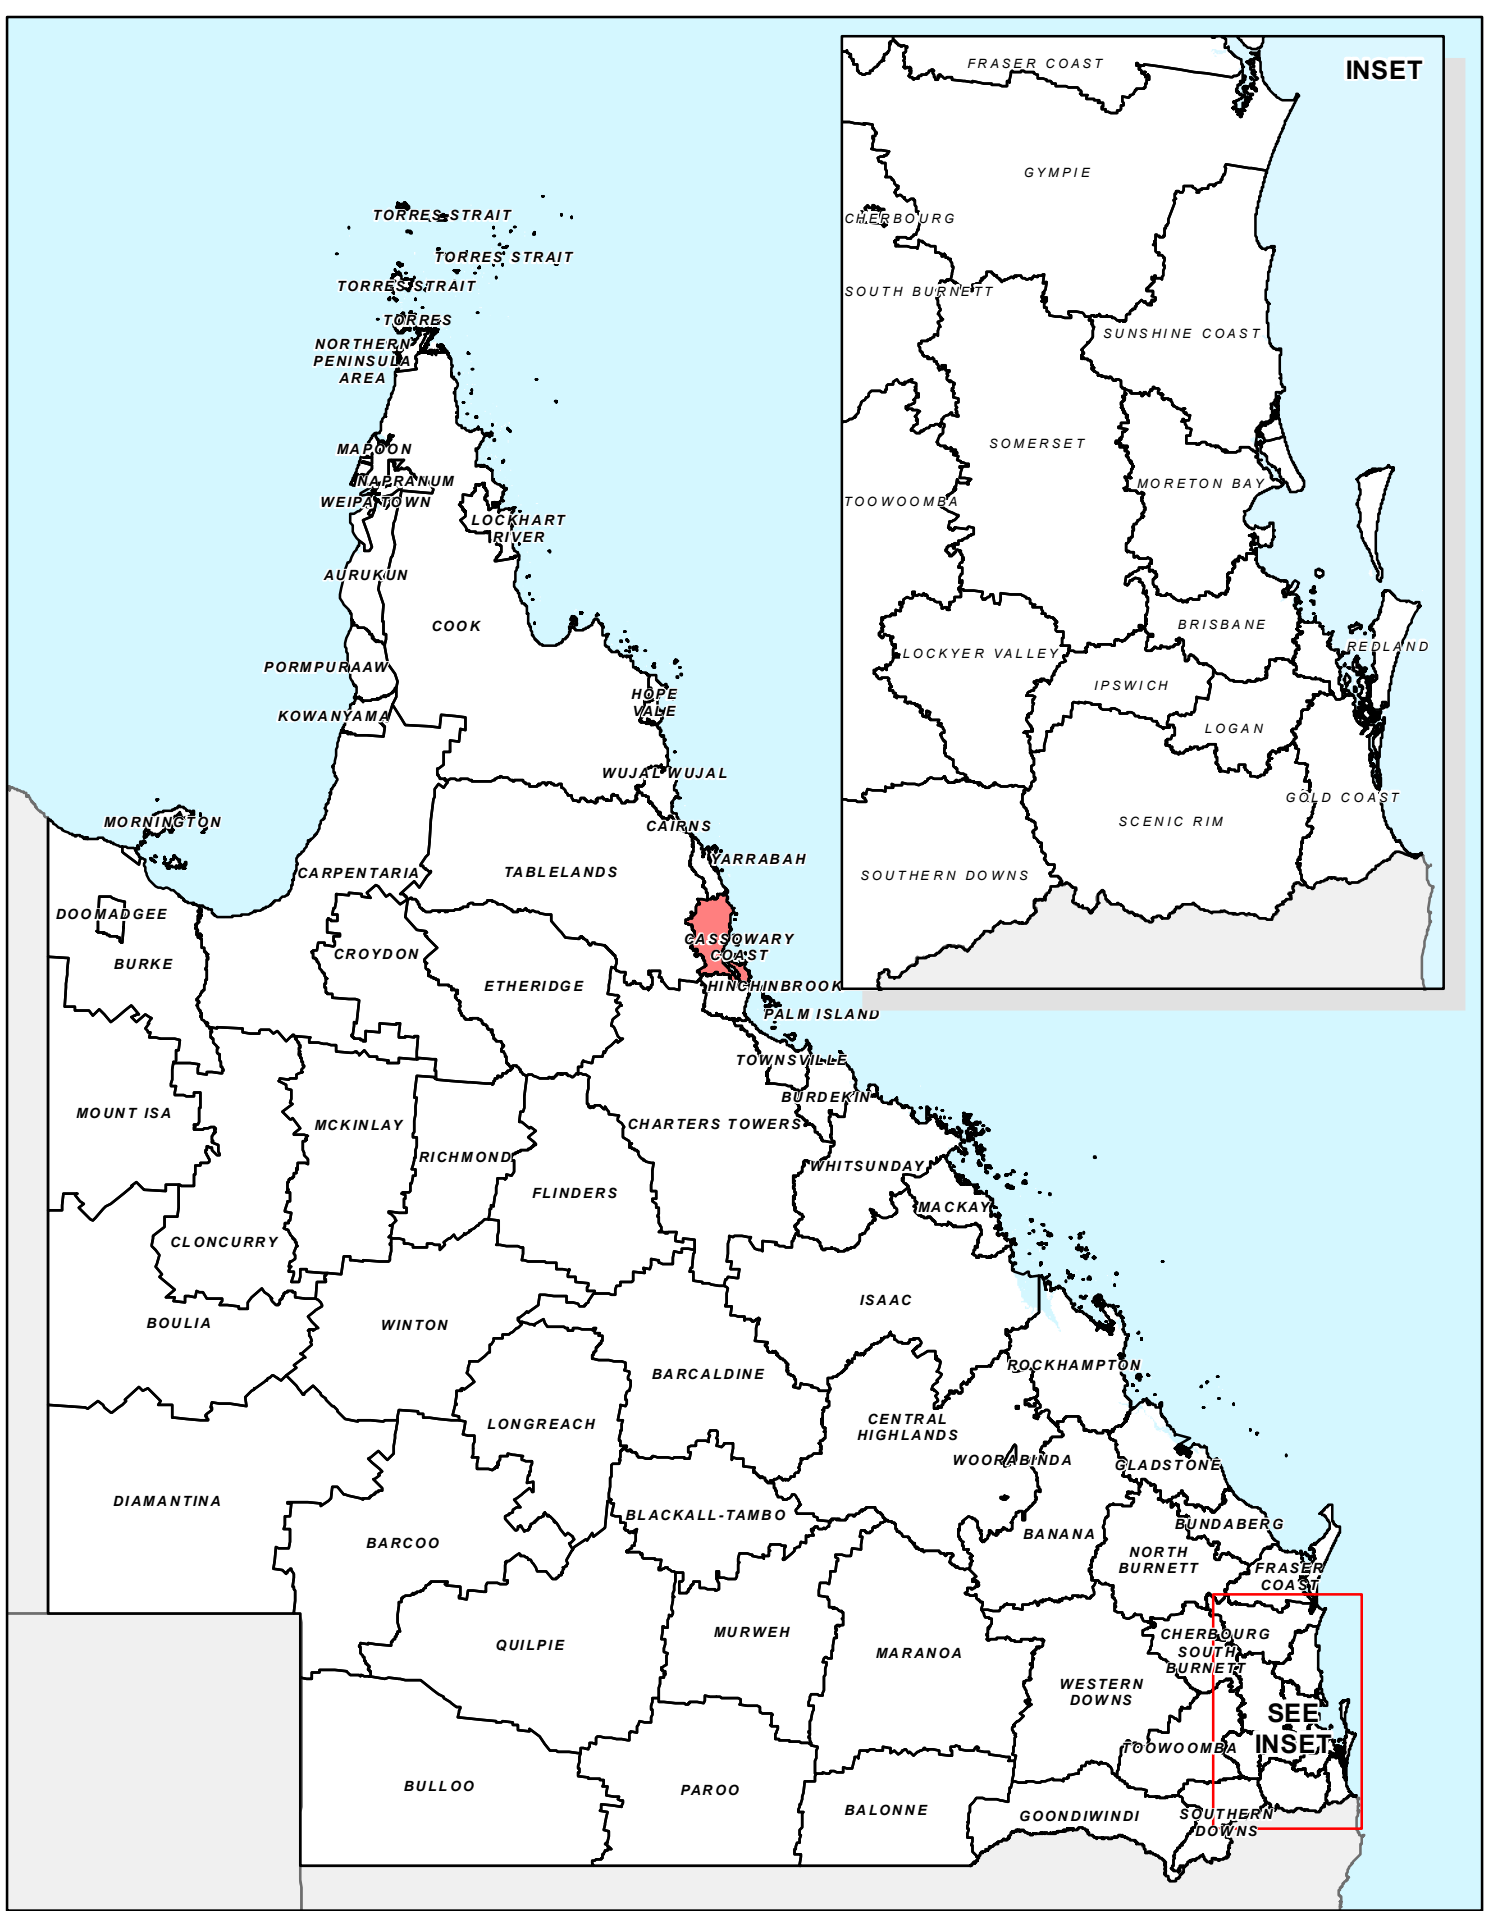 INSET
FRASER COAST
GYMPIE
CHERBOURG
SOUTH BURNETT
SUNSHINE COAST
SOMERSET
MORETON BAY
TOOWOOMBA
BRISBANE
REDLAND
LOCKYER VALLEY
IPSWICH
LOGAN
GOLD COAST
SCENIC RIM
SOUTHERN DOWNS
TORRES STRAIT
TORRES STRAIT
TORRES STRAIT
TORRES
NORTHERN
PENINSULA
AREA
MAPOON
NAPRANUM
WEIPA TOWN
LOCKHART
RIVER
AURUKUN
COOK
PORMPURAAW
HOPE
VALE
KOWANYAMA
WUJAL WUJAL
MORNINGTON
CAIRNS
YARRABAH
CARPENTARIA
TABLELANDS
DOOMADGEE
CASSOWARY
COAST
CROYDON
BURKE
ETHERIDGE
HINCHINBROOK
PALM ISLAND
TOWNSVILLE
BURDEKIN
MOUNT ISA
MCKINLAY
CHARTERS TOWERS
RICHMOND
WHITSUNDAY
FLINDERS
MACKAY
CLONCURRY
ISAAC
BOULIA
WINTON
ROCKHAMPTON
BARCALDINE
LONGREACH
CENTRAL
HIGHLANDS
WOORABINDA
GLADSTONE
DIAMANTINA
BLACKALL-TAMBO
BUNDABERG
BARCOO
BANANA
NORTH
BURNETT
FRASER
COAST
QUILPIE
MURWEH
MARANOA
CHERBOURG
SOUTH
BURNETT
WESTERN
DOWNS
SEE
INSET
TOOWOOMBA
BULLOO
PAROO
BALONNE
GOONDIWINDI
SOUTHERN
DOWNS